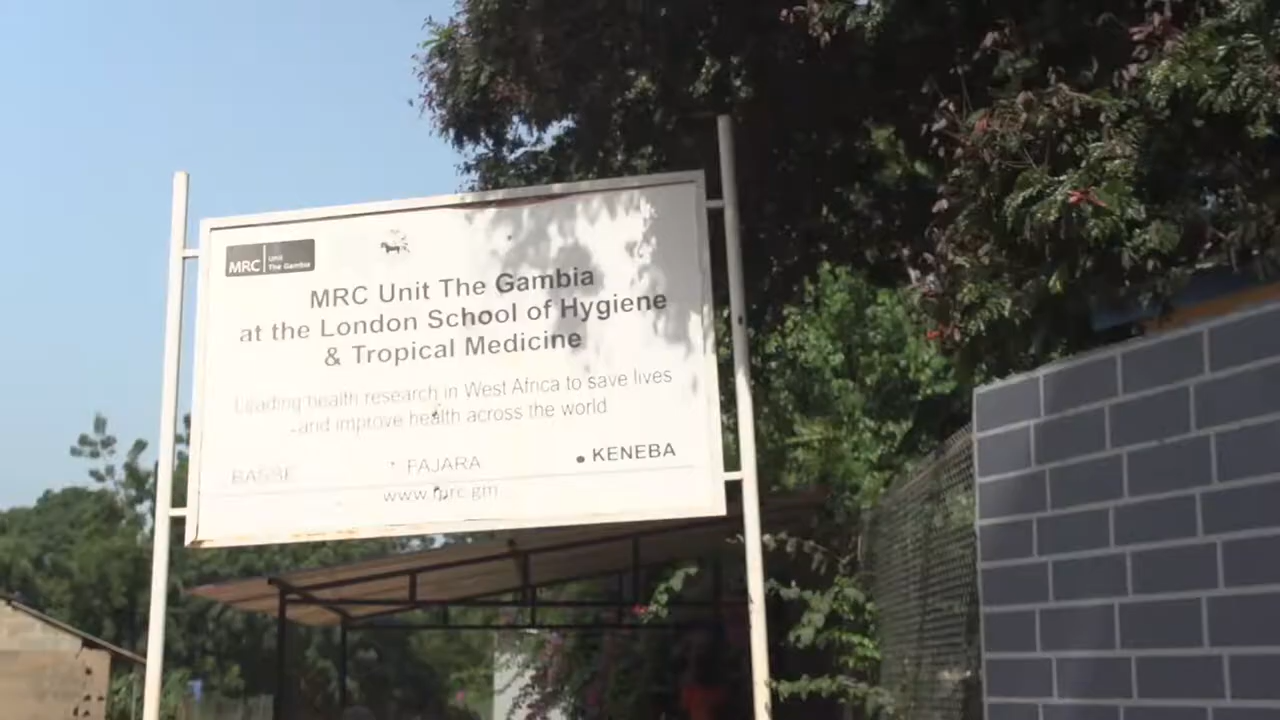 MRC Unit The Gambia
MRC Unit The Gambia
at the London School of Hygiene
& Tropical Medicine
Leading health research in West Africa to save lives
and improve health across the world
BASSE • FAJARA • KENEBA
www.mrc.gm